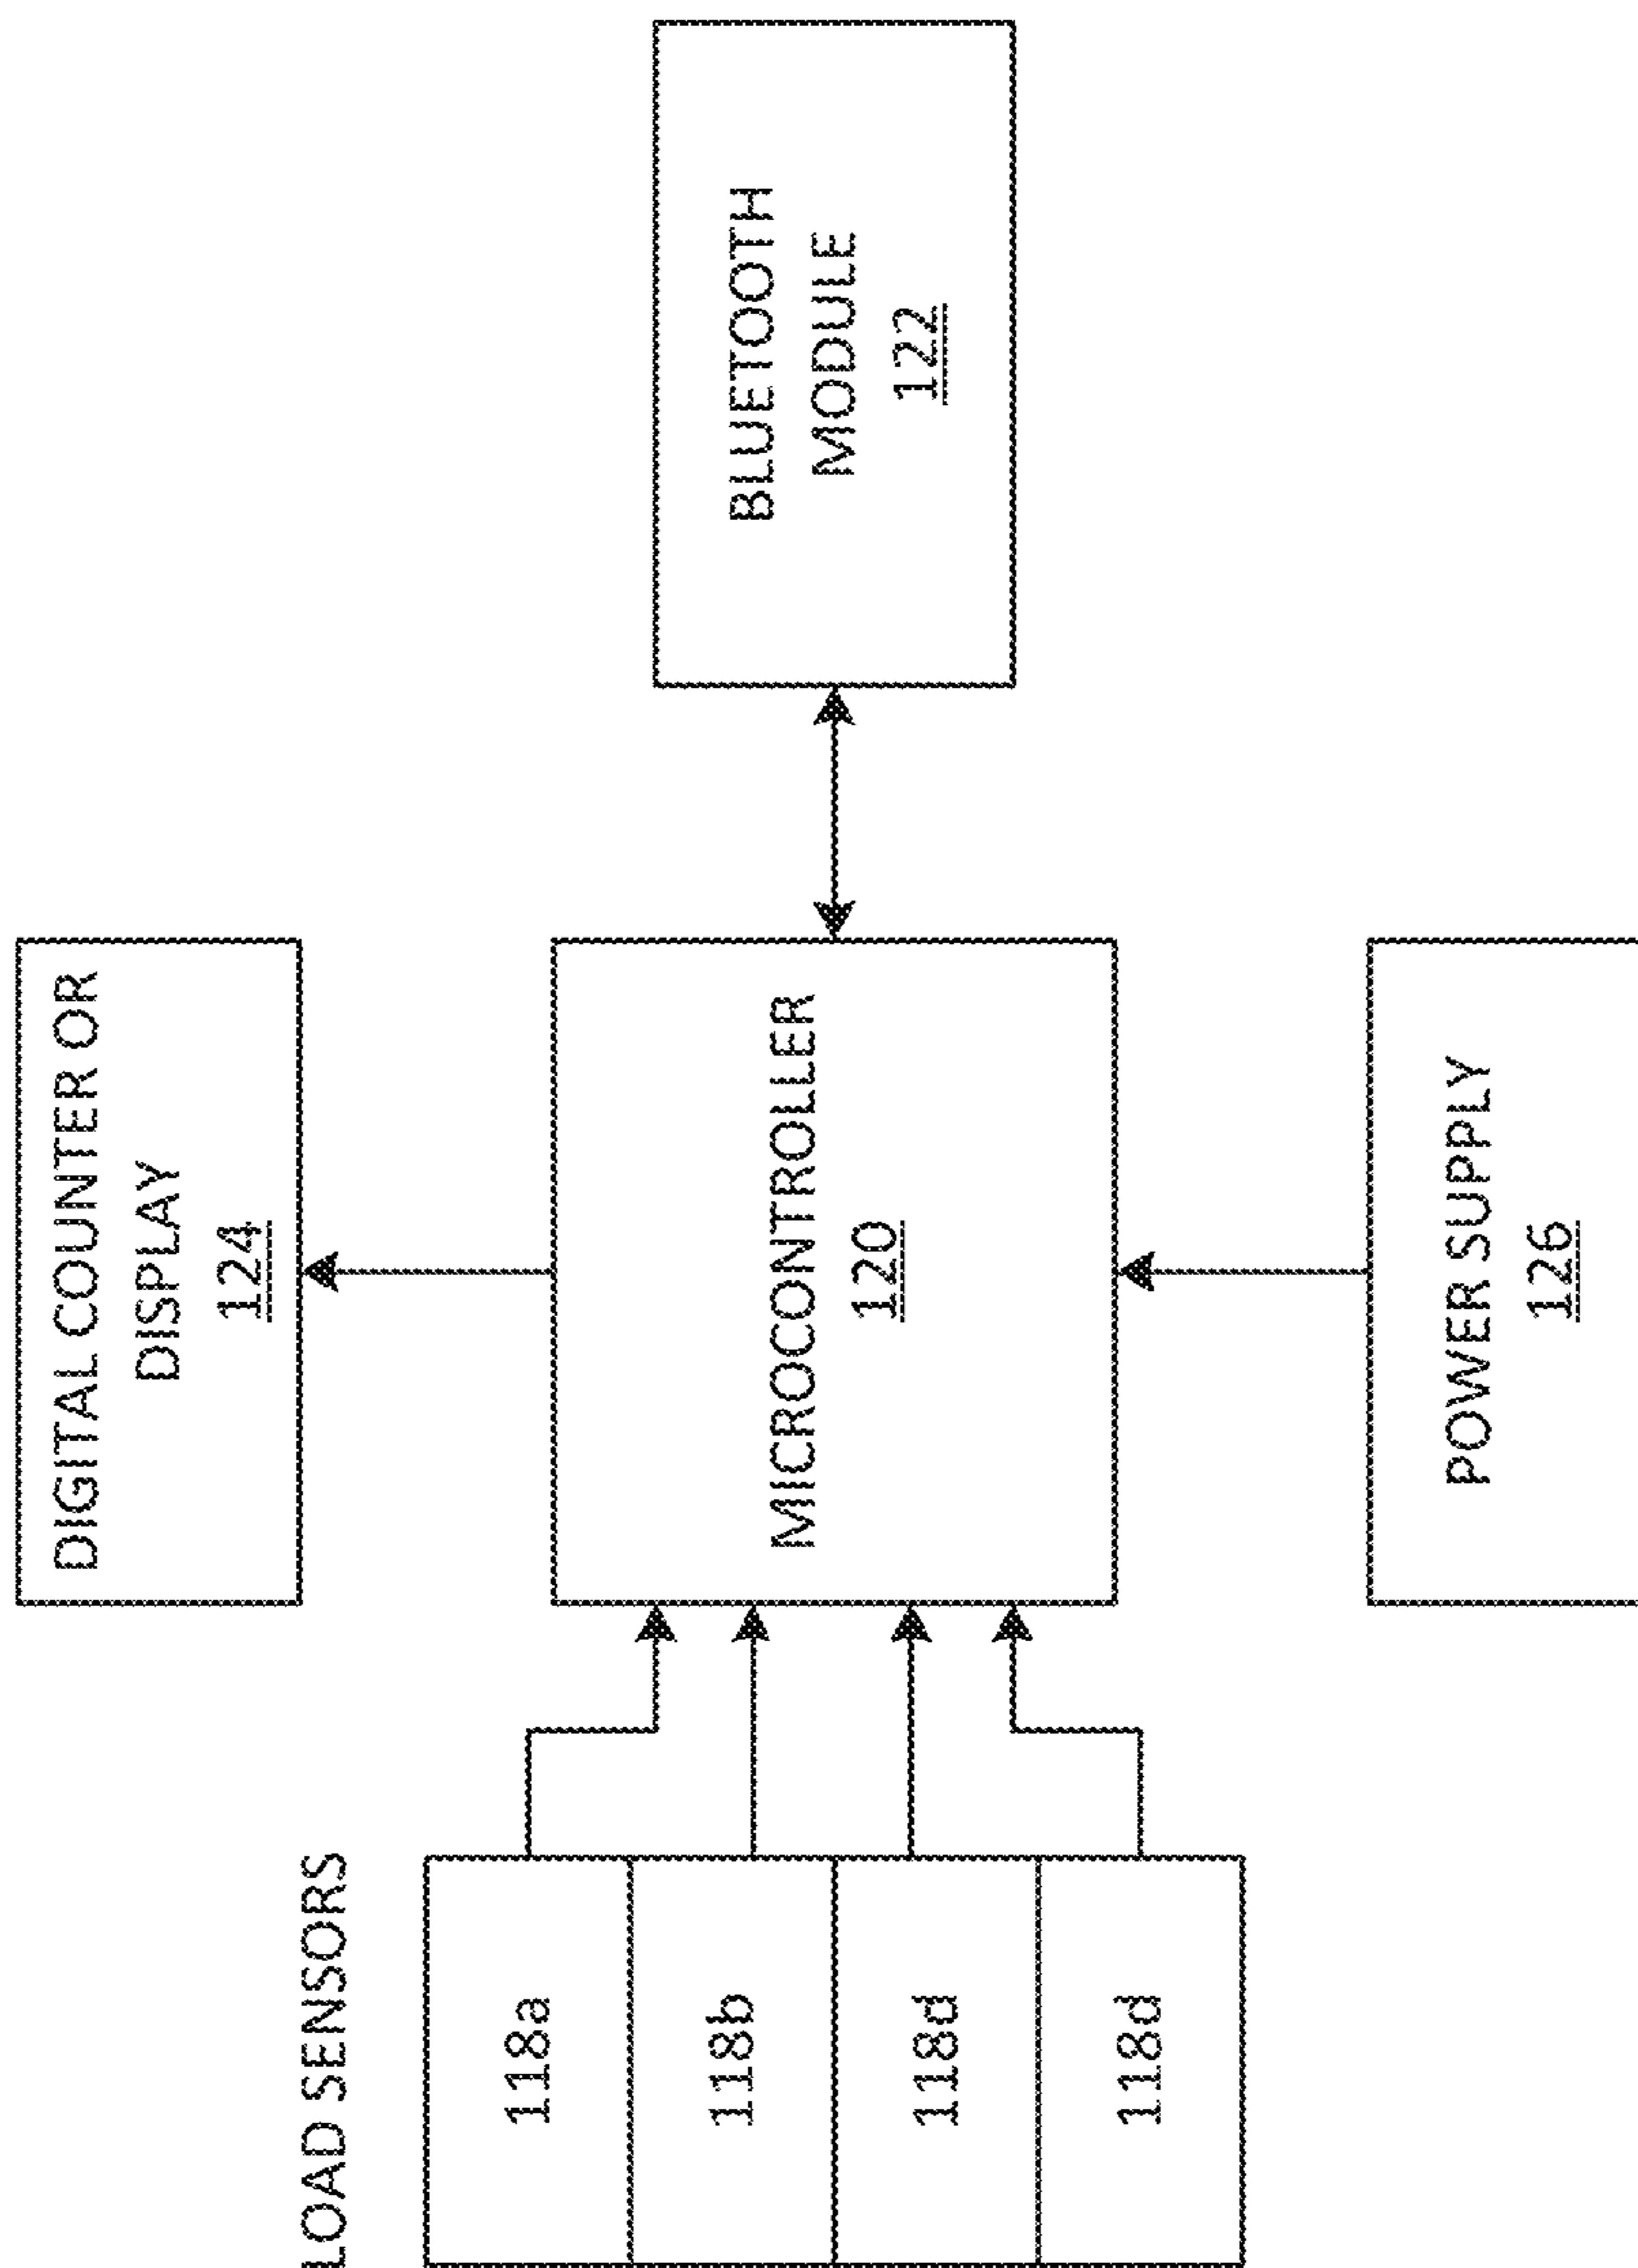 LOAD SENSORS
118a
118b
118d
118d
DIGITAL COUNTER OR
DISPLAY
124
MICROCONTROLLER
120
POWER SUPPLY
126
BLUETOOTH
MODULE
122